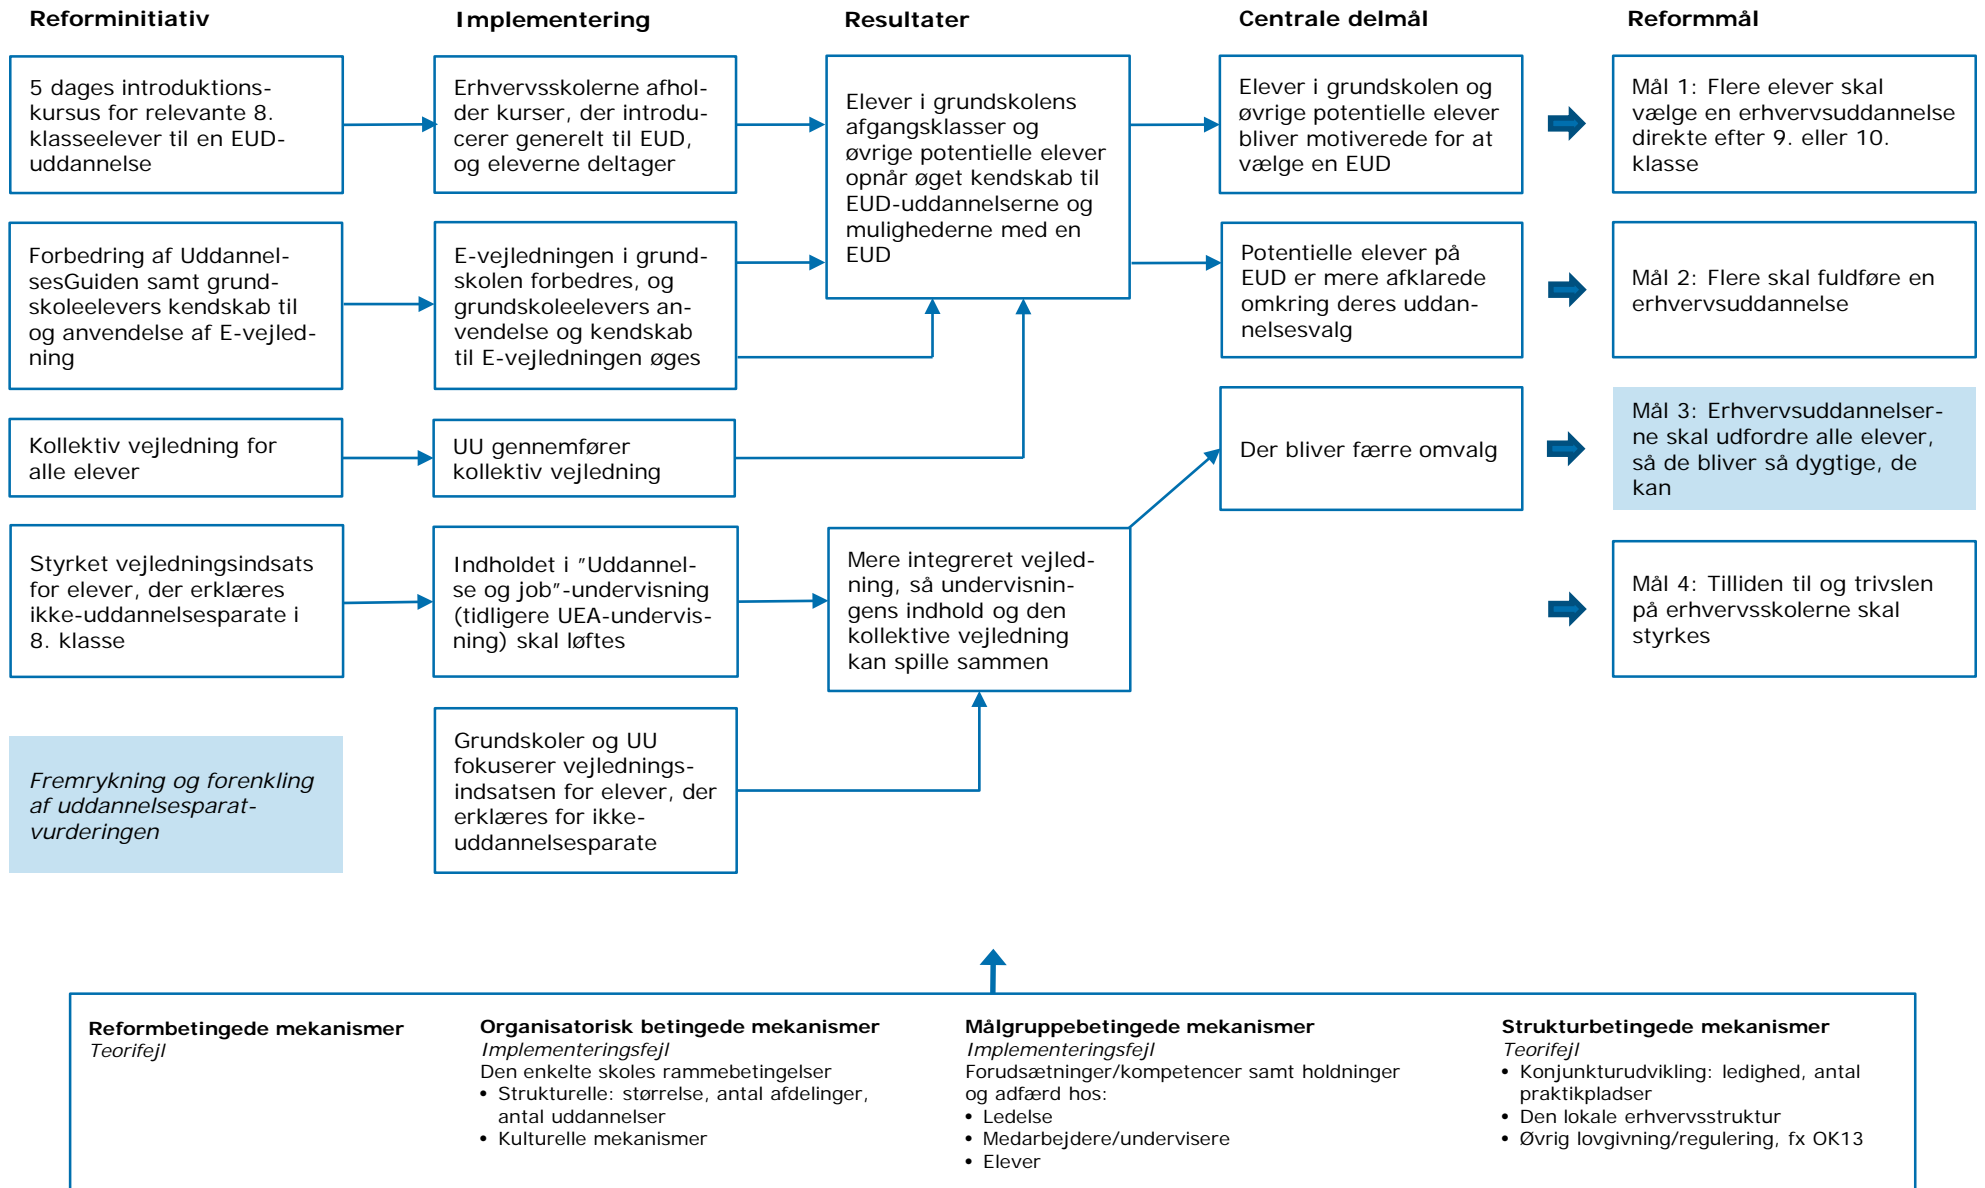 Reforminitiativ
Implementering
Resultater
Centrale delmål
Reformmål
5 dages introduktions-
kursus for relevante 8.
klasseelever til en EUD-
uddannelse
Erhvervsskolerne afhol-
der kurser, der introdu-
cerer generelt til EUD,
og eleverne deltager
Elever i grundskolens
afgangsklasser og
øvrige potentielle elever
opnår øget kendskab til
EUD-uddannelserne og
mulighederne med en
EUD
Elever i grundskolen og
øvrige potentielle elever
bliver motiverede for at
vælge en EUD
Mål 1: Flere elever skal
vælge en erhvervsuddannelse
direkte efter 9. eller 10.
klasse
Forbedring af Uddannel-
sesGuiden samt grund-
skoleelevers kendskab til
og anvendelse af E-vejled-
ning
E-vejledningen i grund-
skolen forbedres, og
grundskoleelevers an-
vendelse og kendskab
til E-vejledningen øges
Potentielle elever på
EUD er mere afklarede
omkring deres uddan-
nelsesvalg
Mål 2: Flere skal fuldføre en
erhvervsuddannelse
Kollektiv vejledning for
alle elever
UU gennemfører
kollektiv vejledning
Der bliver færre omvalg
Mål 3: Erhvervsuddannelser-
ne skal udfordre alle elever,
så de bliver så dygtige, de
kan
Styrket vejledningsindsats
for elever, der erklæres
ikke-uddannelsesparate i
8. klasse
Indholdet i "Uddannel-
se og job"-undervisning
(tidligere UEA-undervis-
ning) skal løftes
Mere integreret vejled-
ning, så undervisnin-
gens indhold og den
kollektive vejledning
kan spille sammen
Mål 4: Tilliden til og trivslen
på erhvervsskolerne skal
styrkes
Fremrykning og forenkling
af uddannelsesparat-
vurderingen
Grundskoler og UU
fokuserer vejlednings-
indsatsen for elever, der
erklæres for ikke-
uddannelsesparate
Reformbetingede mekanismer
Teorifejl
Organisatorisk betingede mekanismer
Implementeringsfejl
Den enkelte skoles rammebetingelser
• Strukturelle: størrelse, antal afdelinger,
antal uddannelser
• Kulturelle mekanismer
Målgruppebetingede mekanismer
Implementeringsfejl
Forudsætninger/kompetencer samt holdninger
og adfærd hos:
• Ledelse
• Medarbejdere/undervisere
• Elever
Strukturbetingede mekanismer
Teorifejl
• Konjunkturudvikling: ledighed, antal
praktikpladser
• Den lokale erhvervsstruktur
• Øvrig lovgivning/regulering, fx OK13